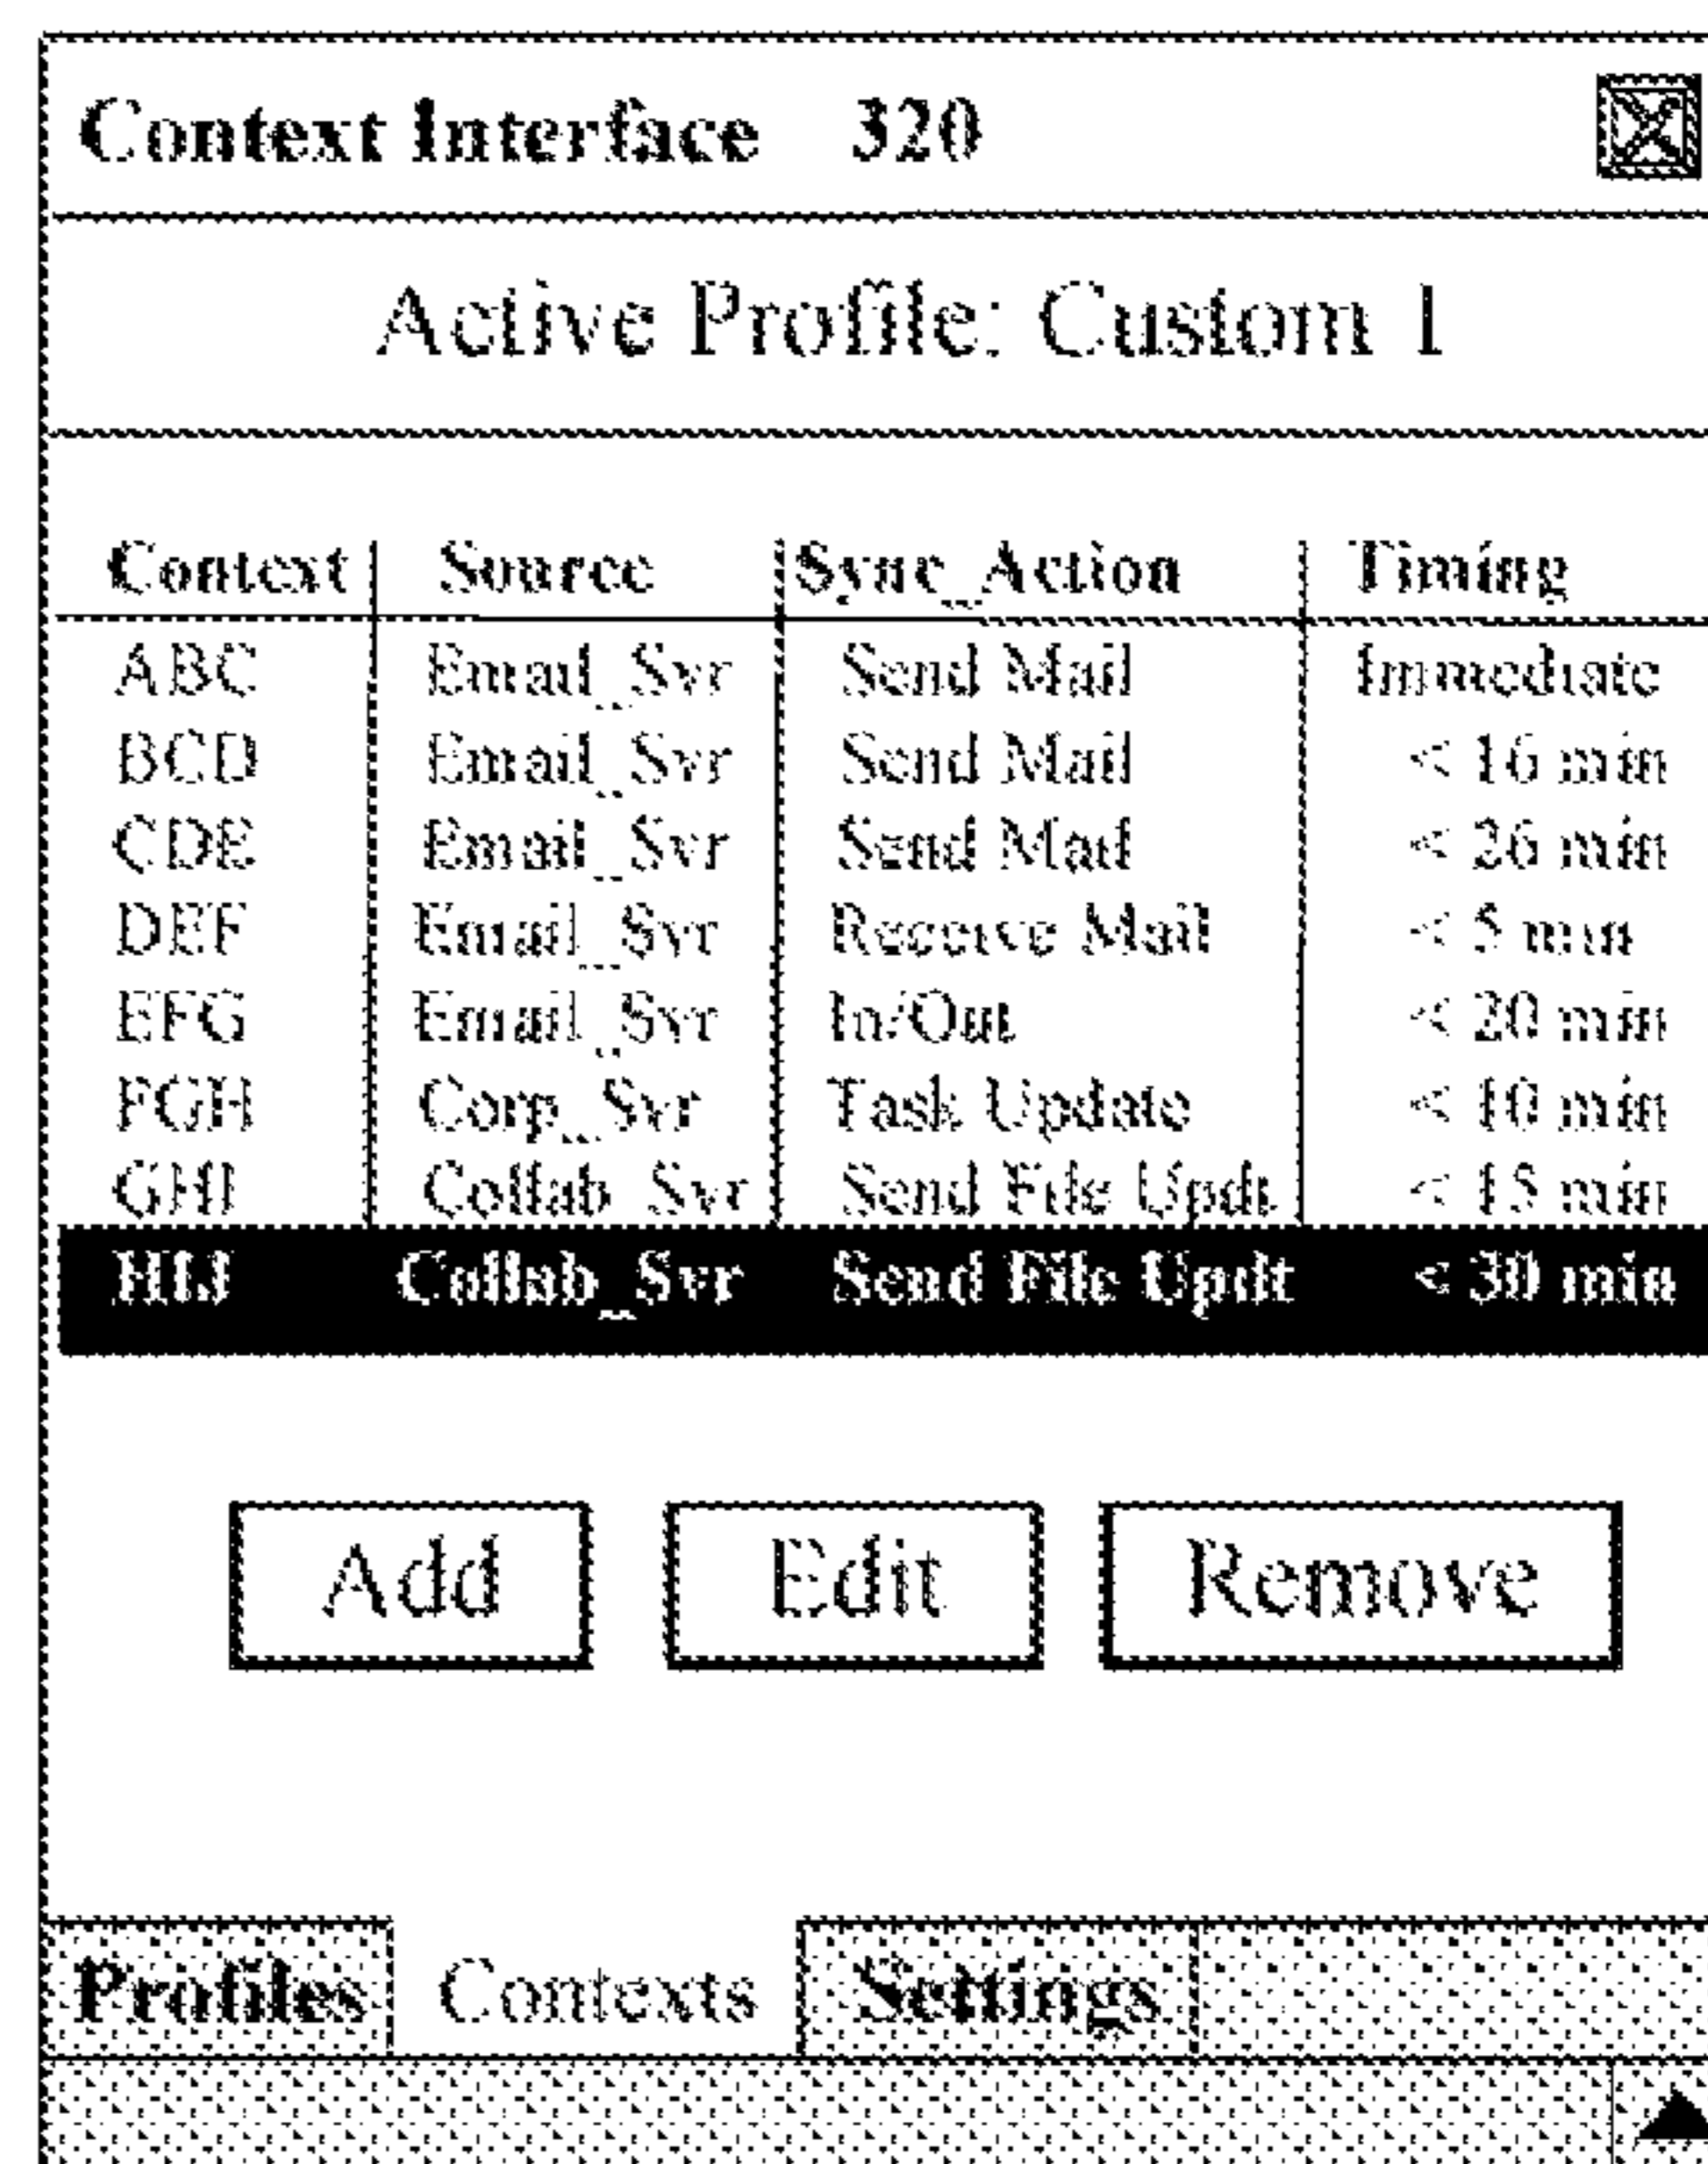 Context Interface 320
Active Profile: Custom 1
Context Source Sync_Action Timing
ABC Email_Svr Send Mail Immediate
BCD Email_Svr Send Mail < 16 min
CDE Email_Svr Send Mail < 26 min
DEF Email_Svr Receive Mail < 5 min
EFG Email_Svr In/Out < 20 min
FGH Corp_Svr Task Update < 10 min
GHI Collab_Svr Send File Updt < 15 min
HIJ Collab_Svr Send File Updt < 30 min
Add Edit Remove
Profiles Contexts Settings